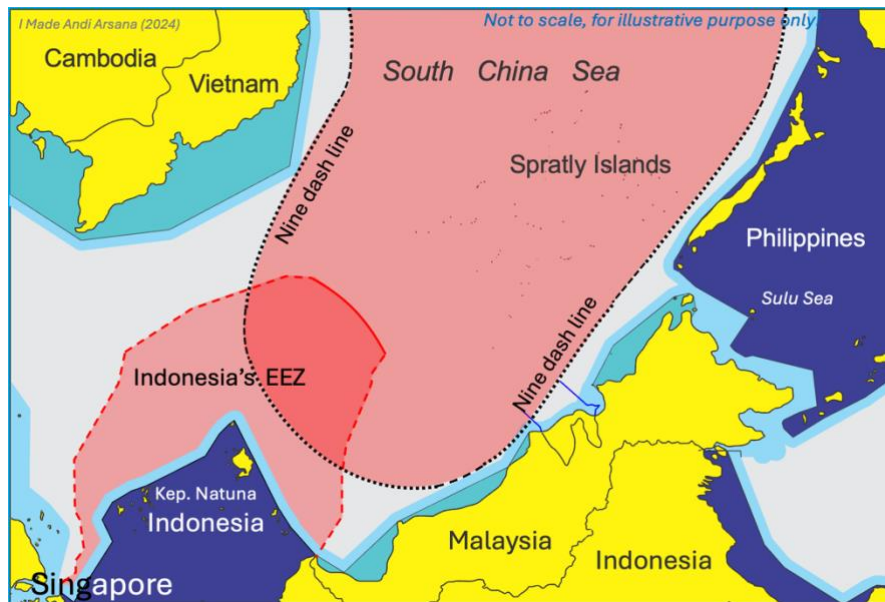 I Made Andi Arsana (2024)
Not to scale, for illustrative purpose only.
Cambodia
Vietnam
South China Sea
Nine dash line
Spratly Islands
Philippines
Sulu Sea
Indonesia's EEZ
Nine dash line
Kep. Natuna
Indonesia
Malaysia
Indonesia
Singapore